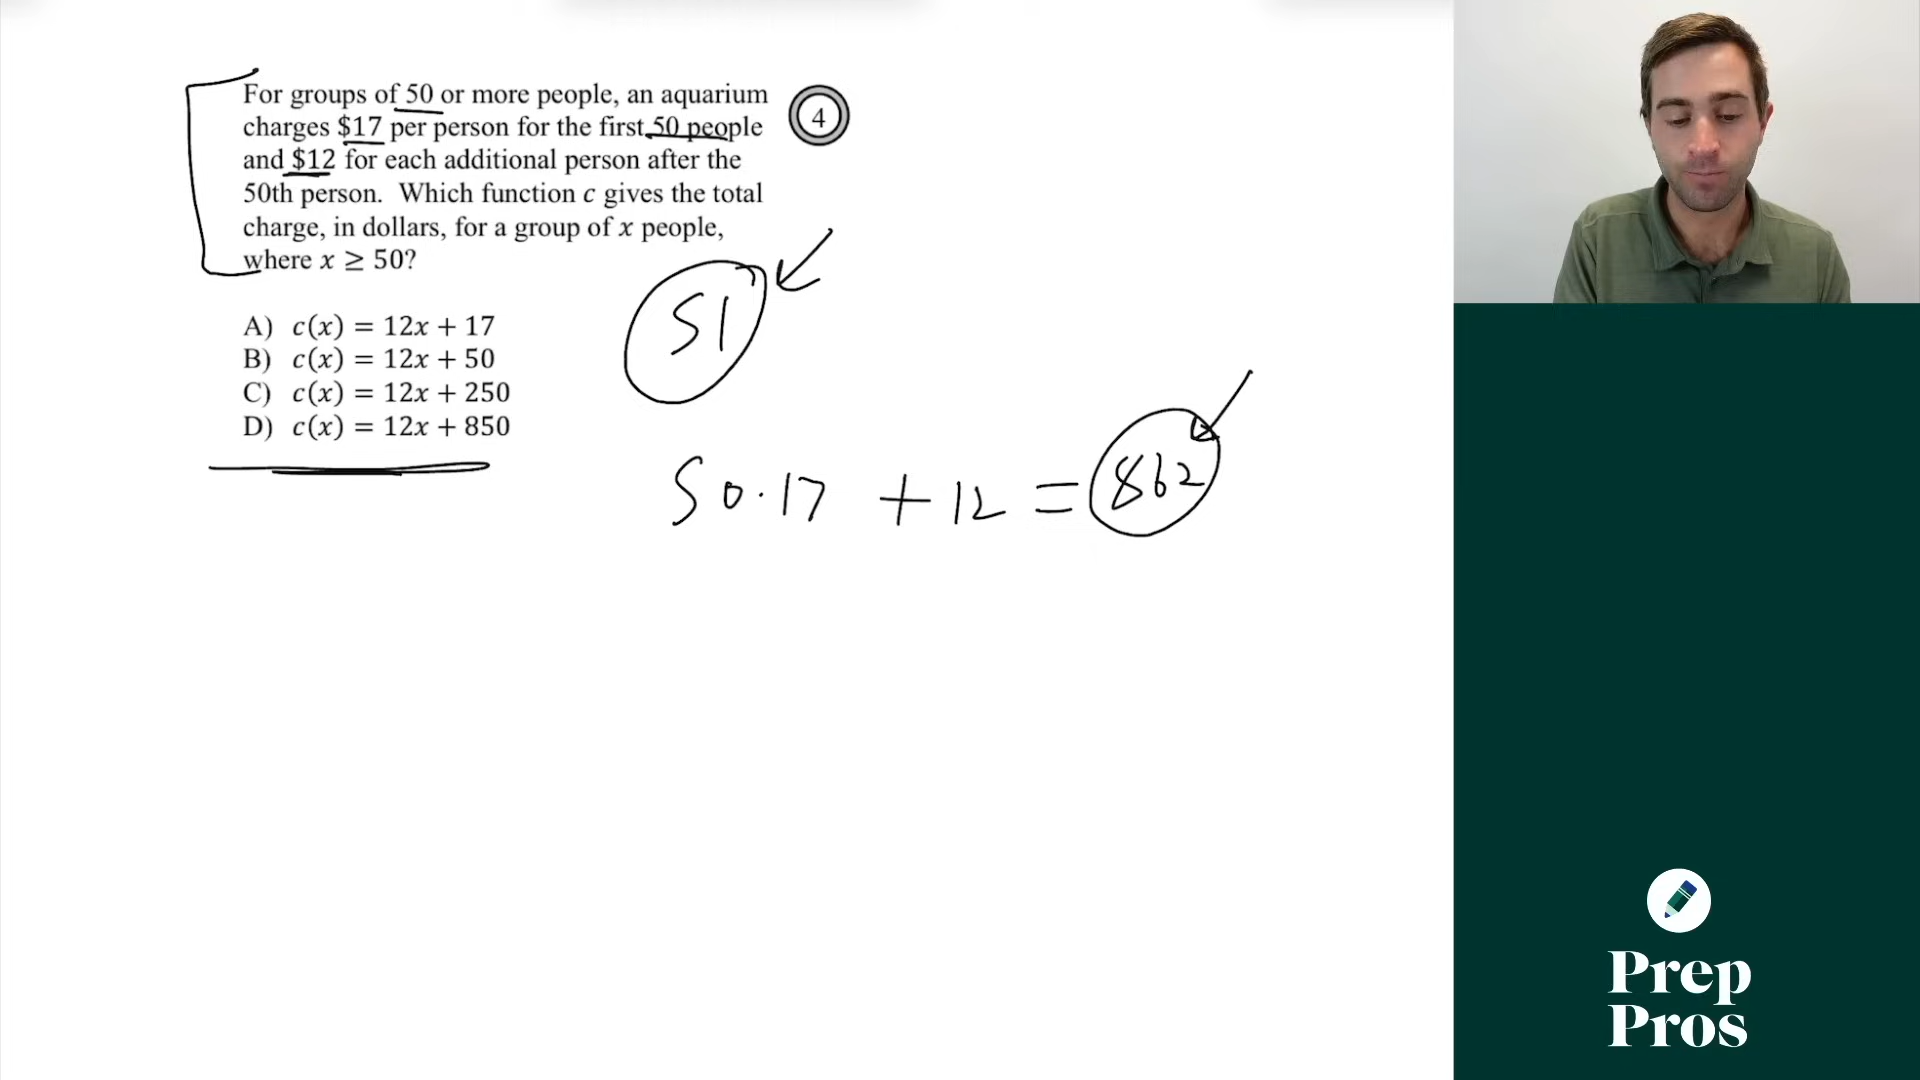 For groups of 50 or more people, an aquarium
charges $17 per person for the first 50 people
and $12 for each additional person after the
50th person. Which function c gives the total
charge, in dollars, for a group of x people,
where x ≥ 50?
4
A) c(x) = 12x + 17
B) c(x) = 12x + 50
C) c(x) = 12x + 250
D) c(x) = 12x + 850
51
50·17 + 12 = 862
Prep
Pros